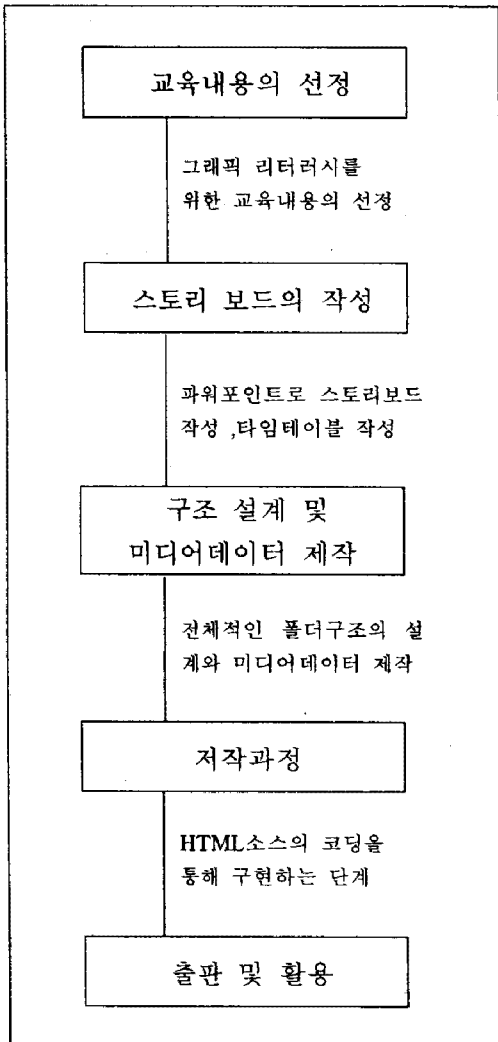 교육내용의 선정
그래픽 리터러시를
위한 교육내용의 선정
스토리 보드의 작성
파워포인트로 스토리보드
작성 ,타임테이블 작성
구조 설계 및
미디어데이터 제작
전체적인 폴더구조의 설
계와 미디어데이터 제작
저작과정
HTML소스의 코딩을
통해 구현하는 단계
출판 및 활용